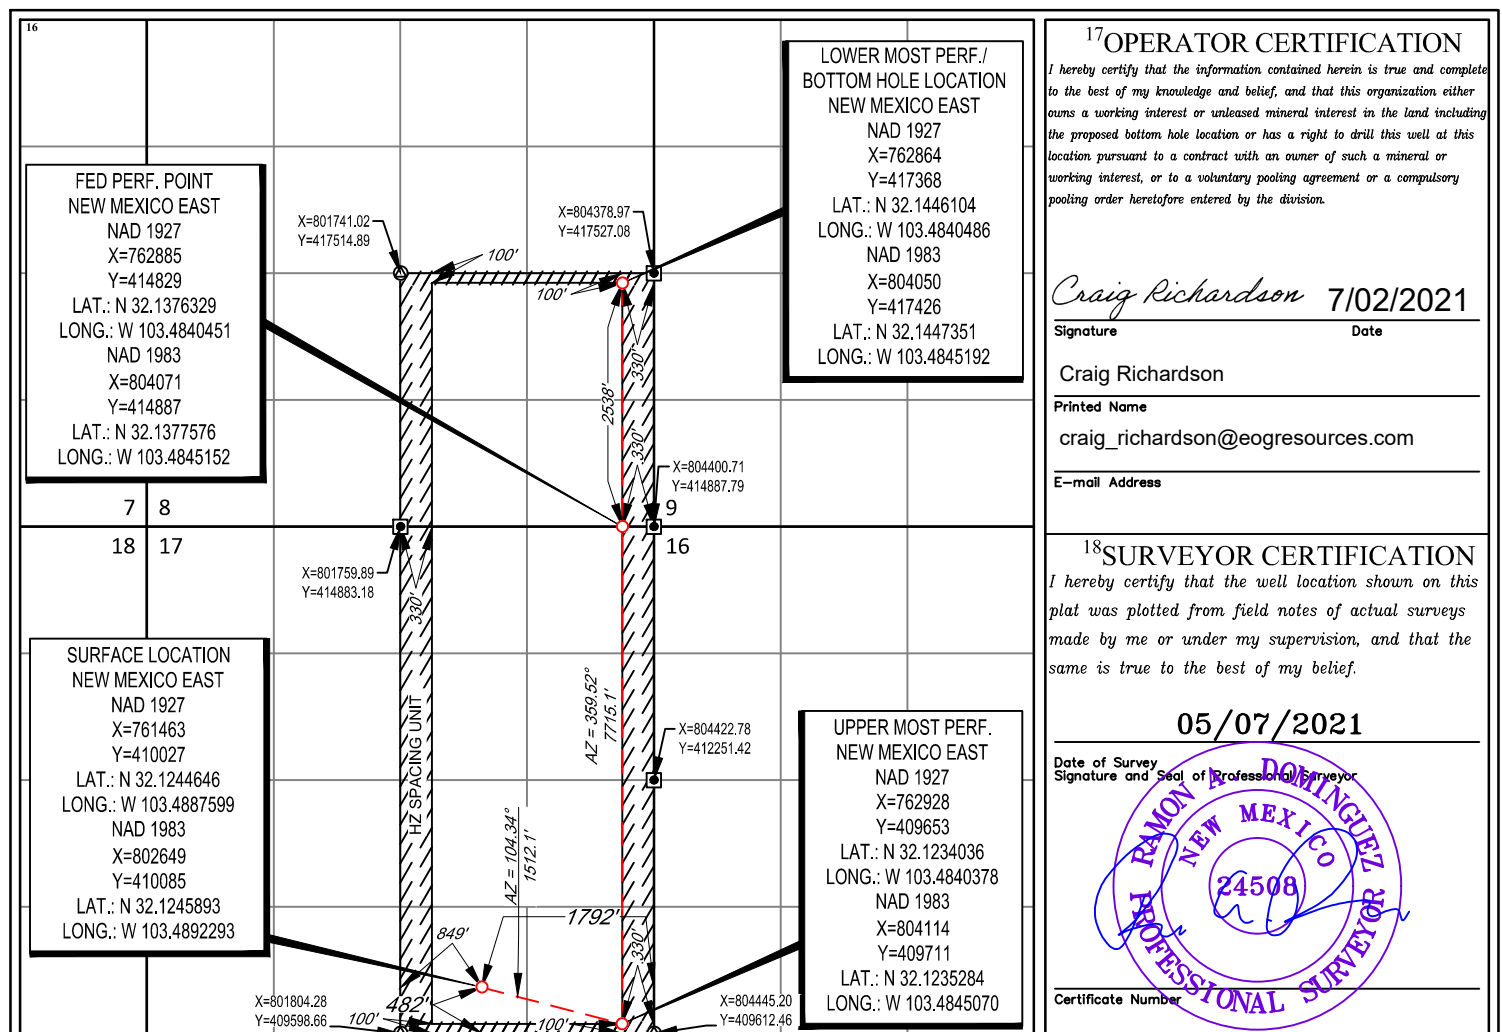 16
FED PERF. POINT
NEW MEXICO EAST
NAD 1927
X=762885
Y=414829
LAT.: N 32.1376329
LONG.: W 103.4840451
NAD 1983
X=804071
Y=414887
LAT.: N 32.1377576
LONG.: W 103.4845152
7 8
18 17
SURFACE LOCATION
NEW MEXICO EAST
NAD 1927
X=761463
Y=410027
LAT.: N 32.1244646
LONG.: W 103.4887599
NAD 1983
X=802649
Y=410085
LAT.: N 32.1245893
LONG.: W 103.4892293
X=801741.02
Y=417514.89
X=804378.97
Y=417527.08
100'
100'
330'
2538'
330'
X=804400.71
Y=414887.79
9
16
X=801759.89
Y=414883.18
330'
HZ SPACING UNIT
AZ = 359.52°
7715.1'
X=804422.78
Y=412251.42
AZ = 104.34°
1512.1'
1792'
849'
330'
482'
X=801804.28
Y=409598.66
100'
100'
X=804445.20
Y=409612.46
LOWER MOST PERF./
BOTTOM HOLE LOCATION
NEW MEXICO EAST
NAD 1927
X=762864
Y=417368
LAT.: N 32.1446104
LONG.: W 103.4840486
NAD 1983
X=804050
Y=417426
LAT.: N 32.1447351
LONG.: W 103.4845192
UPPER MOST PERF.
NEW MEXICO EAST
NAD 1927
X=762928
Y=409653
LAT.: N 32.1234036
LONG.: W 103.4840378
NAD 1983
X=804114
Y=409711
LAT.: N 32.1235284
LONG.: W 103.4845070
17 OPERATOR CERTIFICATION
I hereby certify that the information contained herein is true and complete
to the best of my knowledge and belief, and that this organization either
owns a working interest or unleased mineral interest in the land including
the proposed bottom hole location or has a right to drill this well at this
location pursuant to a contract with an owner of such a mineral or
working interest, or to a voluntary pooling agreement or a compulsory
pooling order heretofore entered by the division.
Craig Richardson 7/02/2021
Signature Date
Craig Richardson
Printed Name
craig_richardson@eogresources.com
E-mail Address
18 SURVEYOR CERTIFICATION
I hereby certify that the well location shown on this
plat was plotted from field notes of actual surveys
made by me or under my supervision, and that the
same is true to the best of my belief.
05/07/2021
Date of Survey
Signature and Seal of Professional Surveyor
RAMON A. DOMINGUEZ
NEW MEXICO
24508
PROFESSIONAL SURVEYOR
Certificate Number